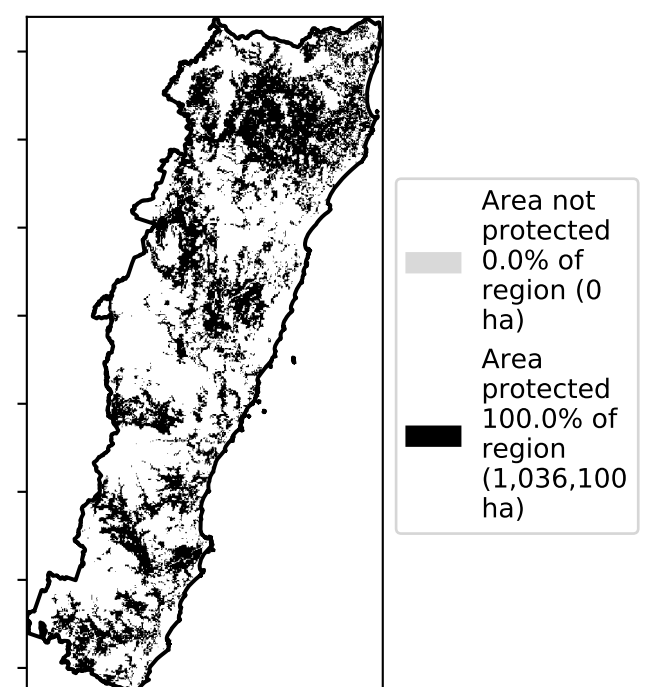 Area not
protected
0.0% of
region (0
ha)
Area
protected
100.0% of
region
(1,036,100
ha)